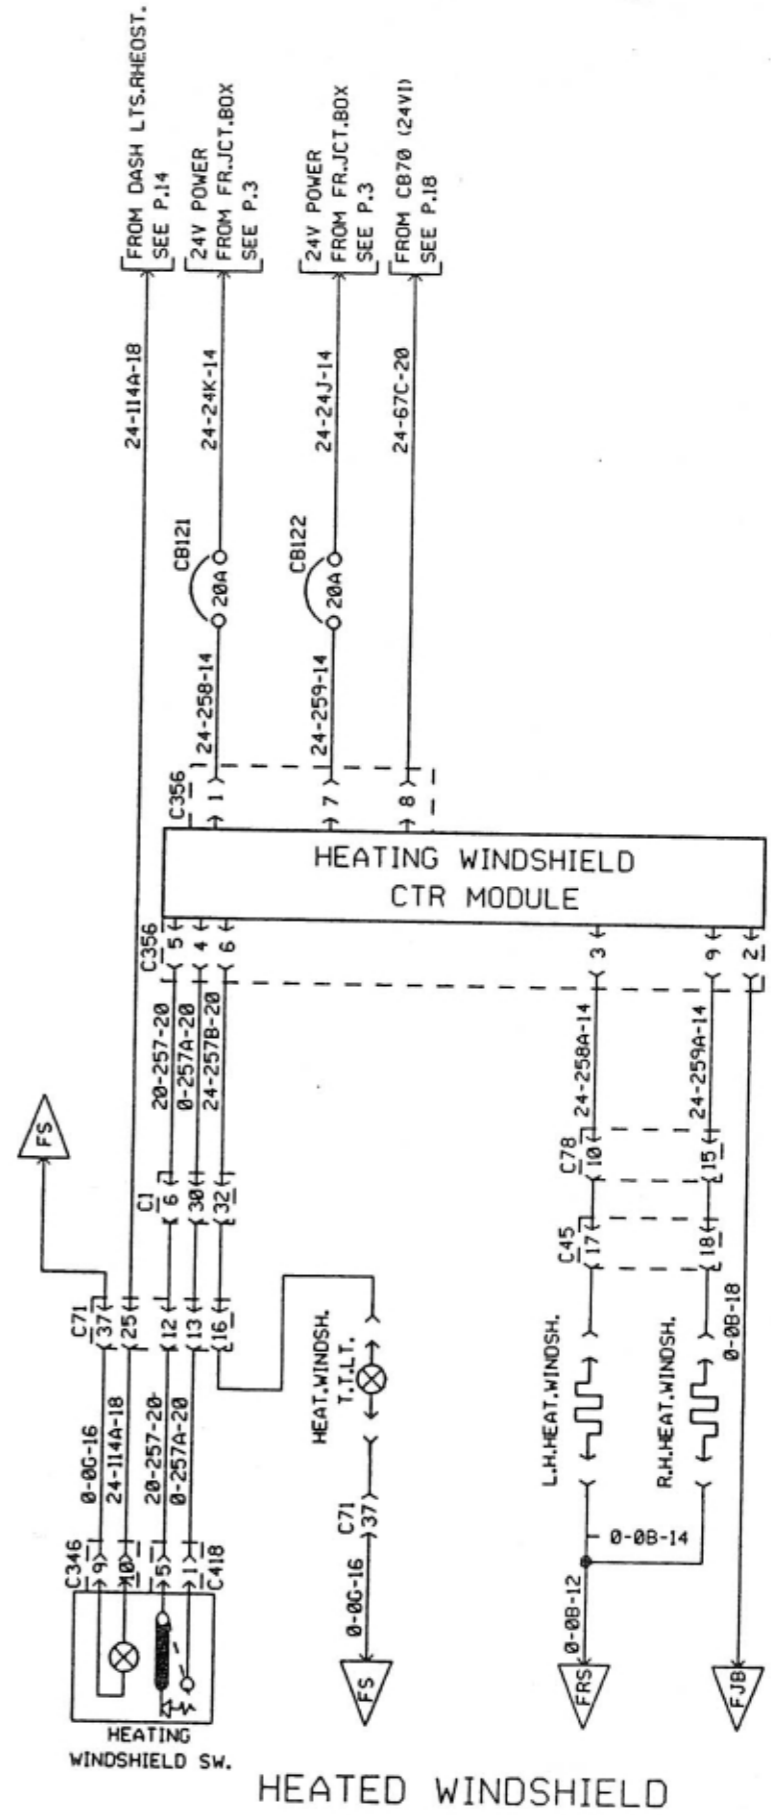 FROM DASH LTS.RHEOST.
SEE P.14
24V POWER
FROM FR.JCT.BOX
SEE P.3
24V POWER
FROM FR.JCT.BOX
SEE P.3
FROM CB70 (24VI)
SEE P.18
24-114A-18
24-24K-14
24-24J-14
24-67C-20
CB121
20A
CB122
20A
24-258-14
24-259-14
C356
1
7
8
HEATING WINDSHIELD
CTR MODULE
C356
5
4
6
3
9
2
20-257-20
0-257A-20
24-257B-20
24-258A-14
24-259A-14
FS
C1
6
30
32
C78
10
15
C45
17
18
C71
37
25
12
13
16
0-0G-16
24-114A-18
20-257-20
0-257A-20
HEAT.WINDSH.
T.T.LT.
L.H.HEAT.WINDSH.
R.H.HEAT.WINDSH.
0-0B-18
C71
37
0-0G-16
C346
9
10
5
1
C418
0-0B-14
0-0B-12
FS
FRS
FJB
HEATING
WINDSHIELD SW.
HEATED WINDSHIELD